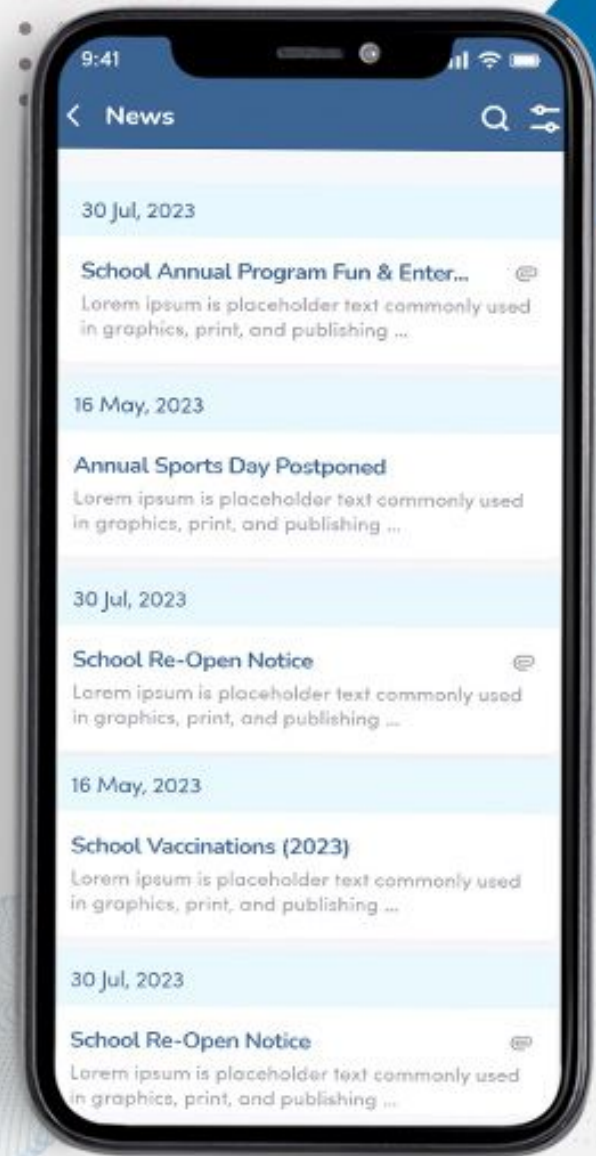 9:41
News
30 Jul, 2023
School Annual Program Fun & Enter...
Lorem ipsum is placeholder text commonly used
in graphics, print, and publishing ...
16 May, 2023
Annual Sports Day Postponed
Lorem ipsum is placeholder text commonly used
in graphics, print, and publishing ...
30 Jul, 2023
School Re-Open Notice
Lorem ipsum is placeholder text commonly used
in graphics, print, and publishing ...
16 May, 2023
School Vaccinations (2023)
Lorem ipsum is placeholder text commonly used
in graphics, print, and publishing ...
30 Jul, 2023
School Re-Open Notice
Lorem ipsum is placeholder text commonly used
in graphics, print, and publishing ...